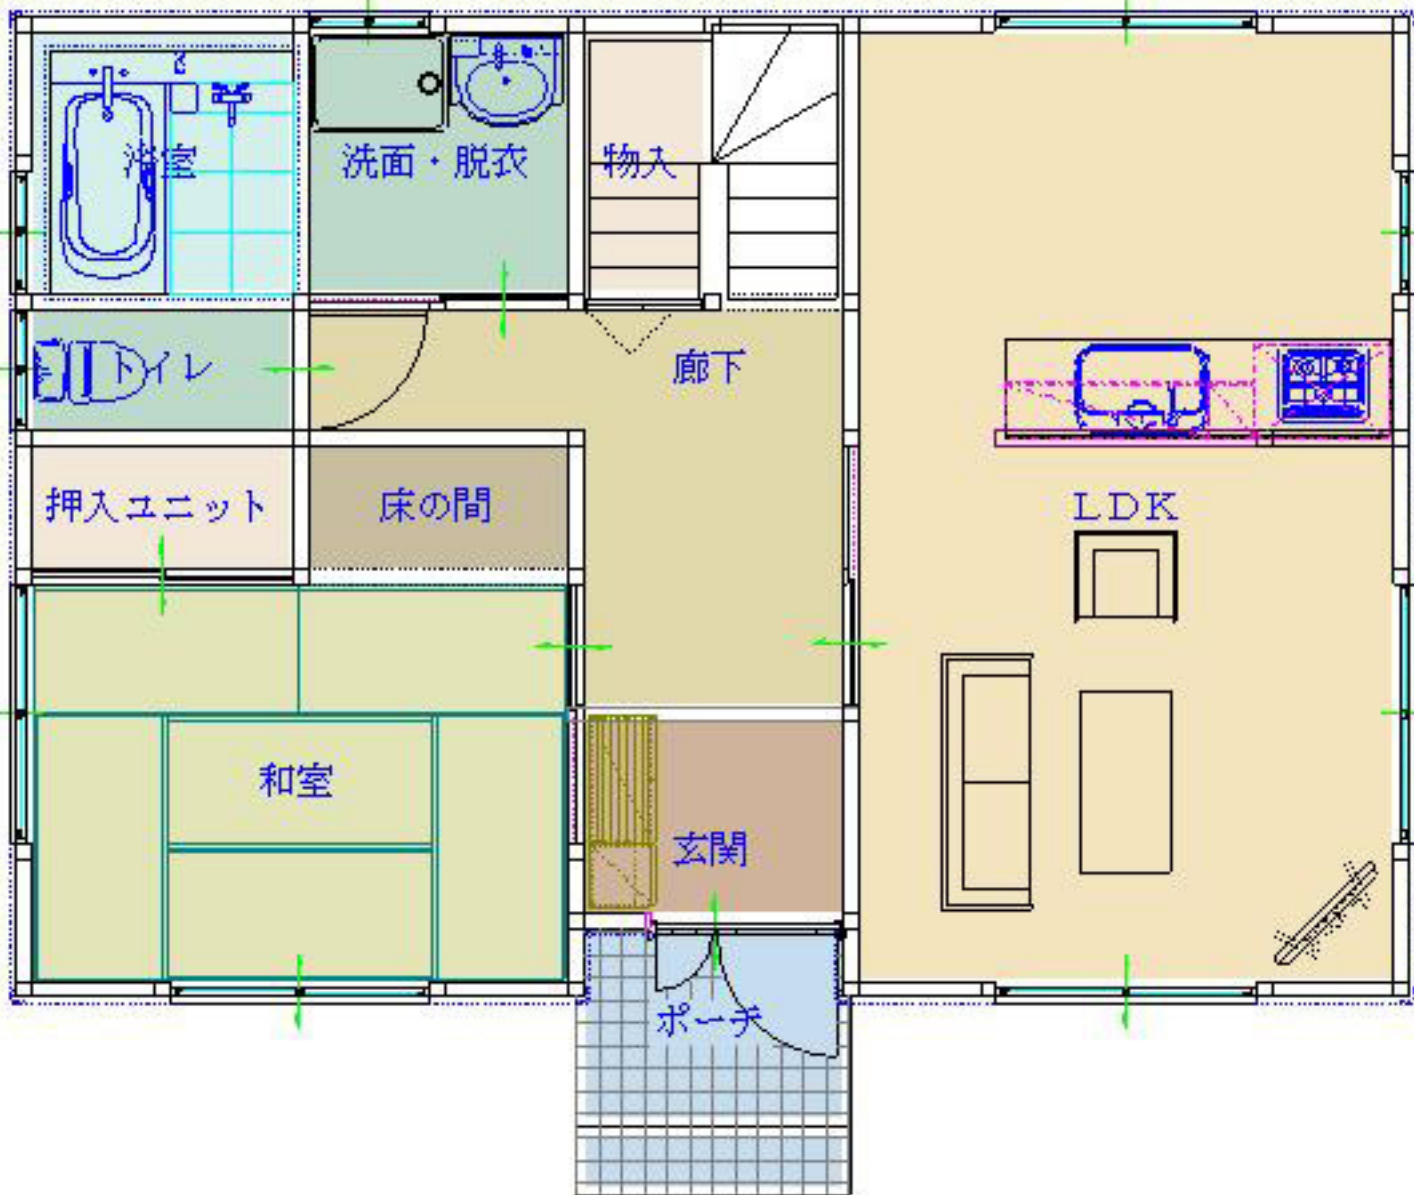 浴室
洗面・脱衣
物入
トイレ
廊下
押入ユニット
床の間
LDK
和室
玄関
ポーチ